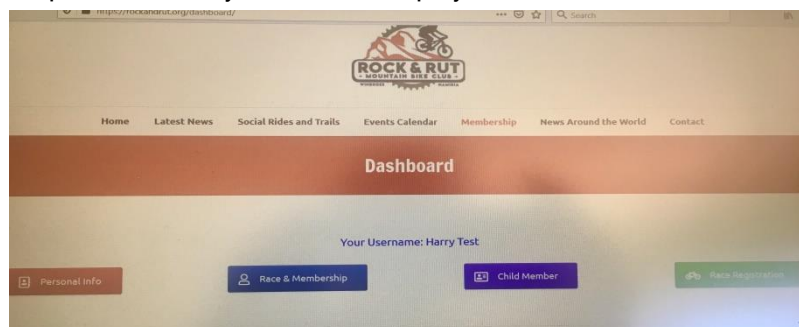 https://rockandrut.org/dashboard/ Search
ROCK & RUT
MOUNTAIN BIKE CLUB
WINDHOEK NAMIBIA
Home Latest News Social Rides and Trails Events Calendar Membership News Around the World Contact
Dashboard
Your Username: Harry Test
Personal Info Race & Membership Child Member Race Registration